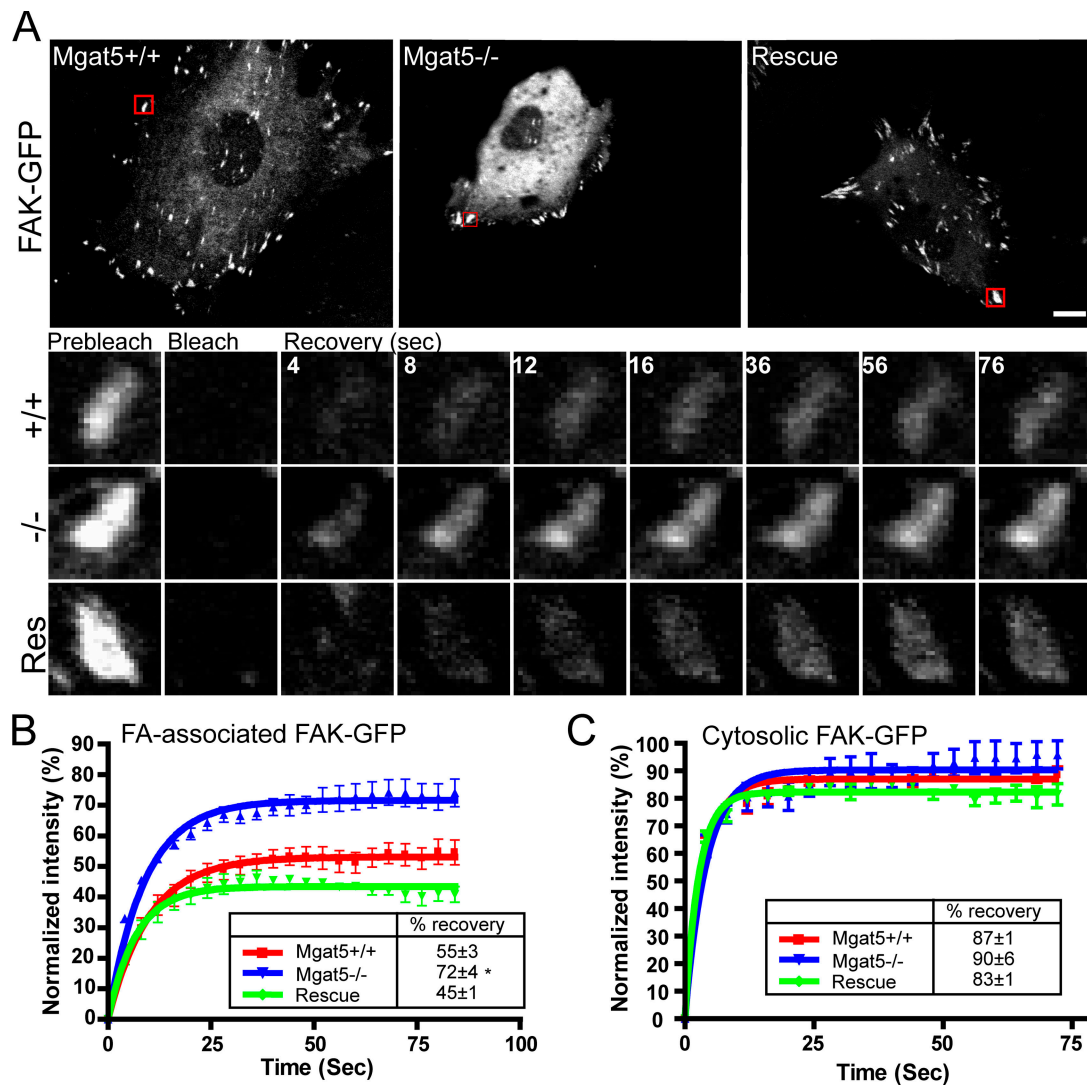 A
Mgat5+/+ Mgat5-/- Rescue
FAK-GFP
Prebleach Bleach Recovery (sec)
4 8 12 16 36 56 76
+/+
-/-
Res
B FA-associated FAK-GFP
Normalized intensity (%)
100
90
80
70
60
50
40
30
20
10
0
0 25 50 75 100
Time (Sec)
% recovery
Mgat5+/+ 55±3
Mgat5-/- 72±4 *
Rescue 45±1
C Cytosolic FAK-GFP
Normalized intensity (%)
100
90
80
70
60
50
40
30
20
10
0
0 25 50 75
Time (Sec)
% recovery
Mgat5+/+ 87±1
Mgat5-/- 90±6
Rescue 83±1